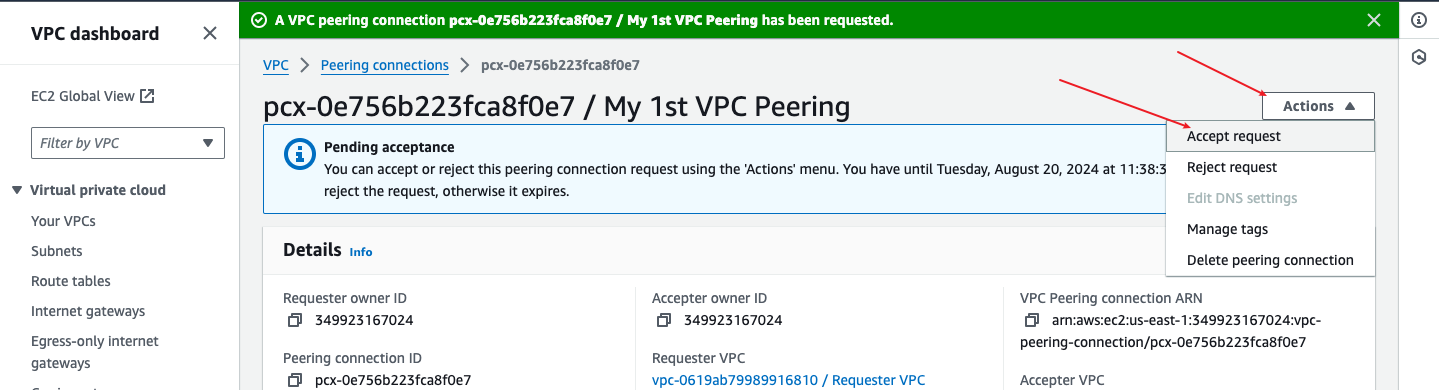 A VPC peering connection pcx-0e756b223fca8f0e7 / My 1st VPC Peering has been requested.
VPC dashboard
EC2 Global View
Filter by VPC
Virtual private cloud
Your VPCs
Subnets
Route tables
Internet gateways
Egress-only internet
gateways
VPC
Peering connections
pcx-0e756b223fca8f0e7
pcx-0e756b223fca8f0e7 / My 1st VPC Peering
Actions
Accept request
Reject request
Edit DNS settings
Manage tags
Delete peering connection
Pending acceptance
You can accept or reject this peering connection request using the 'Actions' menu. You have until Tuesday, August 20, 2024 at 11:38:3
reject the request, otherwise it expires.
Details Info
Requester owner ID
349923167024
Accepter owner ID
349923167024
VPC Peering connection ARN
arn:aws:ec2:us-east-1:349923167024:vpc-
peering-connection/pcx-0e756b223fca8f0e7
Peering connection ID
pcx-0e756b223fca8f0e7
Requester VPC
vpc-0619ab79989916810 / Requester VPC
Accepter VPC